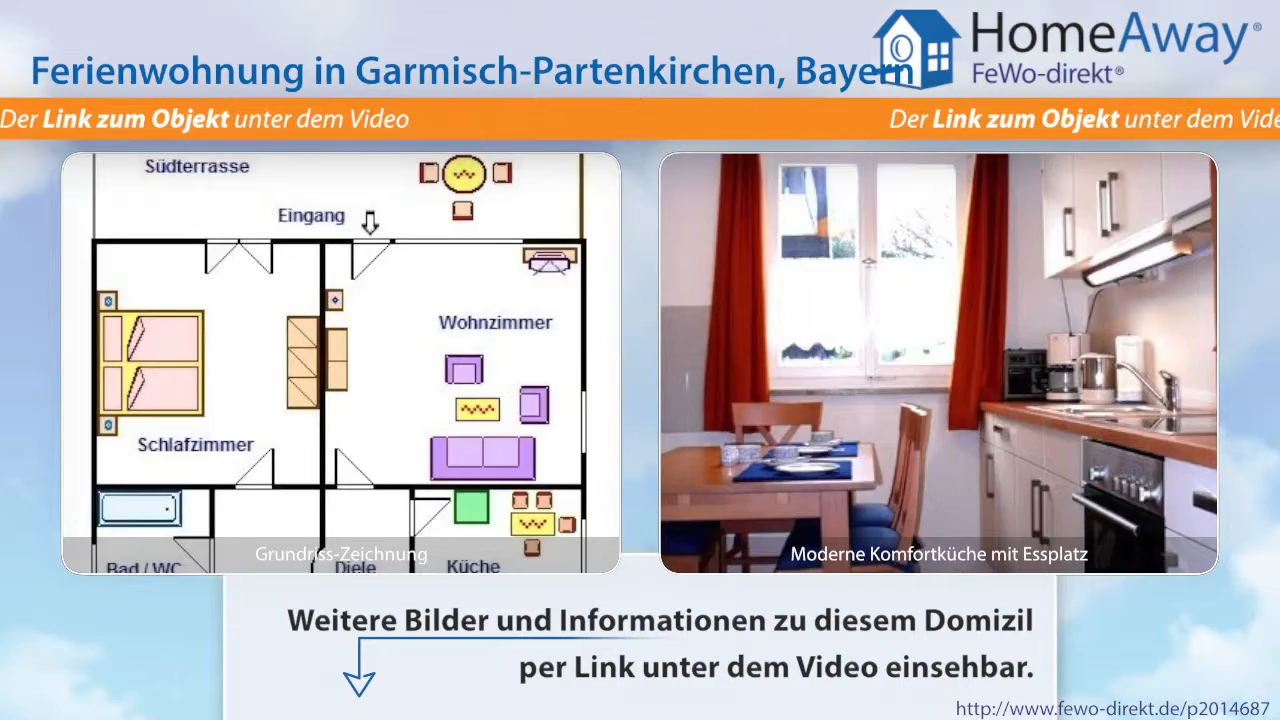 HomeAway®
FeWo-direkt®
Ferienwohnung in Garmisch-Partenkirchen, Bayern
Der Link zum Objekt unter dem Video
Der Link zum Objekt unter dem Vide
Südterrasse
Eingang
Wohnzimmer
Schlafzimmer
Bad / WC
Diele
Küche
Grundriss-Zeichnung
Moderne Komfortküche mit Essplatz
Weitere Bilder und Informationen zu diesem Domizil
per Link unter dem Video einsehbar.
http://www.fewo-direkt.de/p2014687